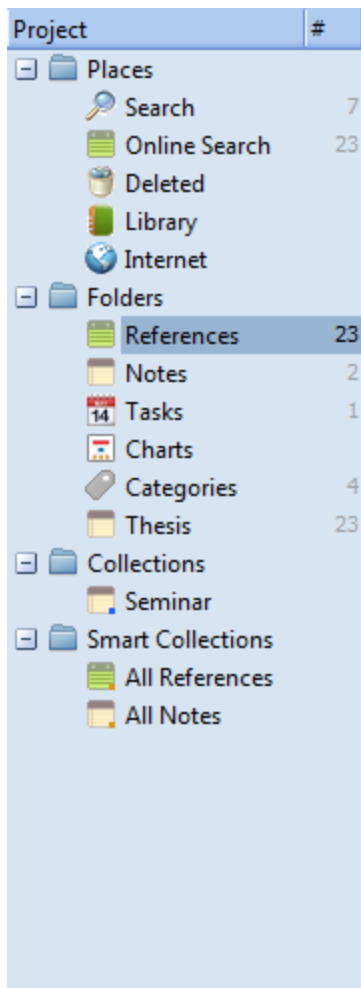 Project #
Places
Search 7
Online Search 23
Deleted
Library
Internet
Folders
References 23
Notes 2
14 Tasks 1
Charts
Categories 4
Thesis 23
Collections
Seminar
Smart Collections
All References
All Notes